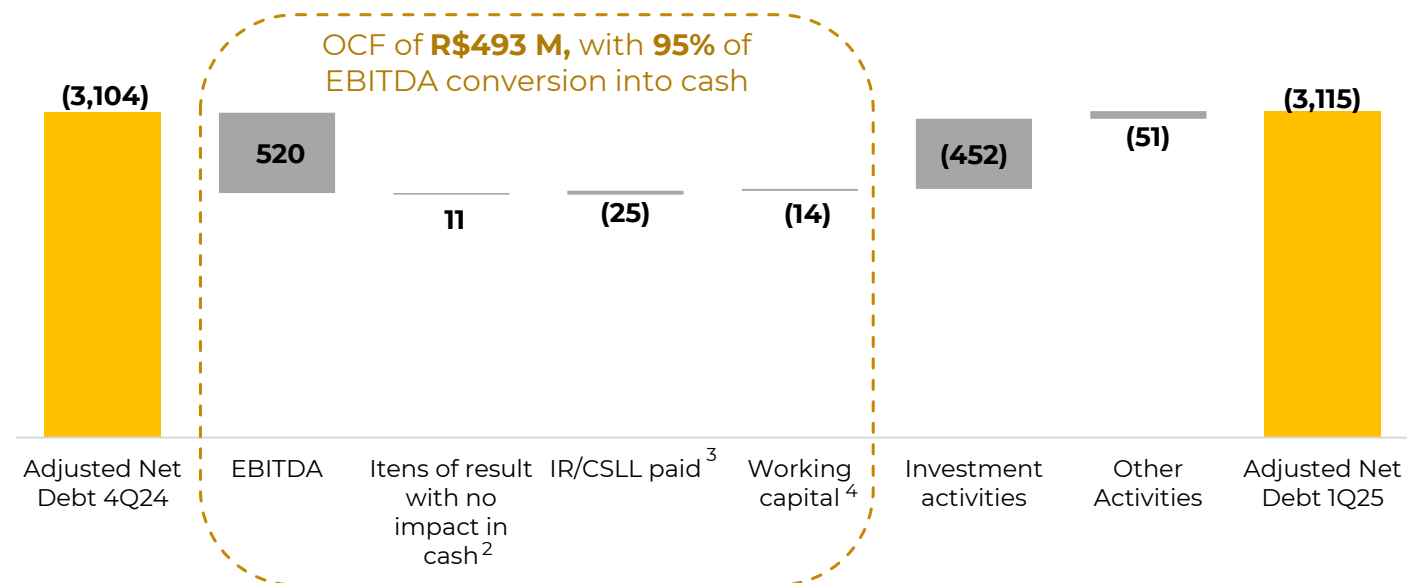 OCF of R$493 M, with 95% of
EBITDA conversion into cash
(3,104)
520
11
(25)
(14)
(452)
(51)
(3,115)
Adjusted Net
Debt 4Q24
EBITDA
Itens of result
with no
impact in
cash 2
IR/CSLL paid 3
Working
capital 4
Investment
activities
Other
Activities
Adjusted Net
Debt 1Q25